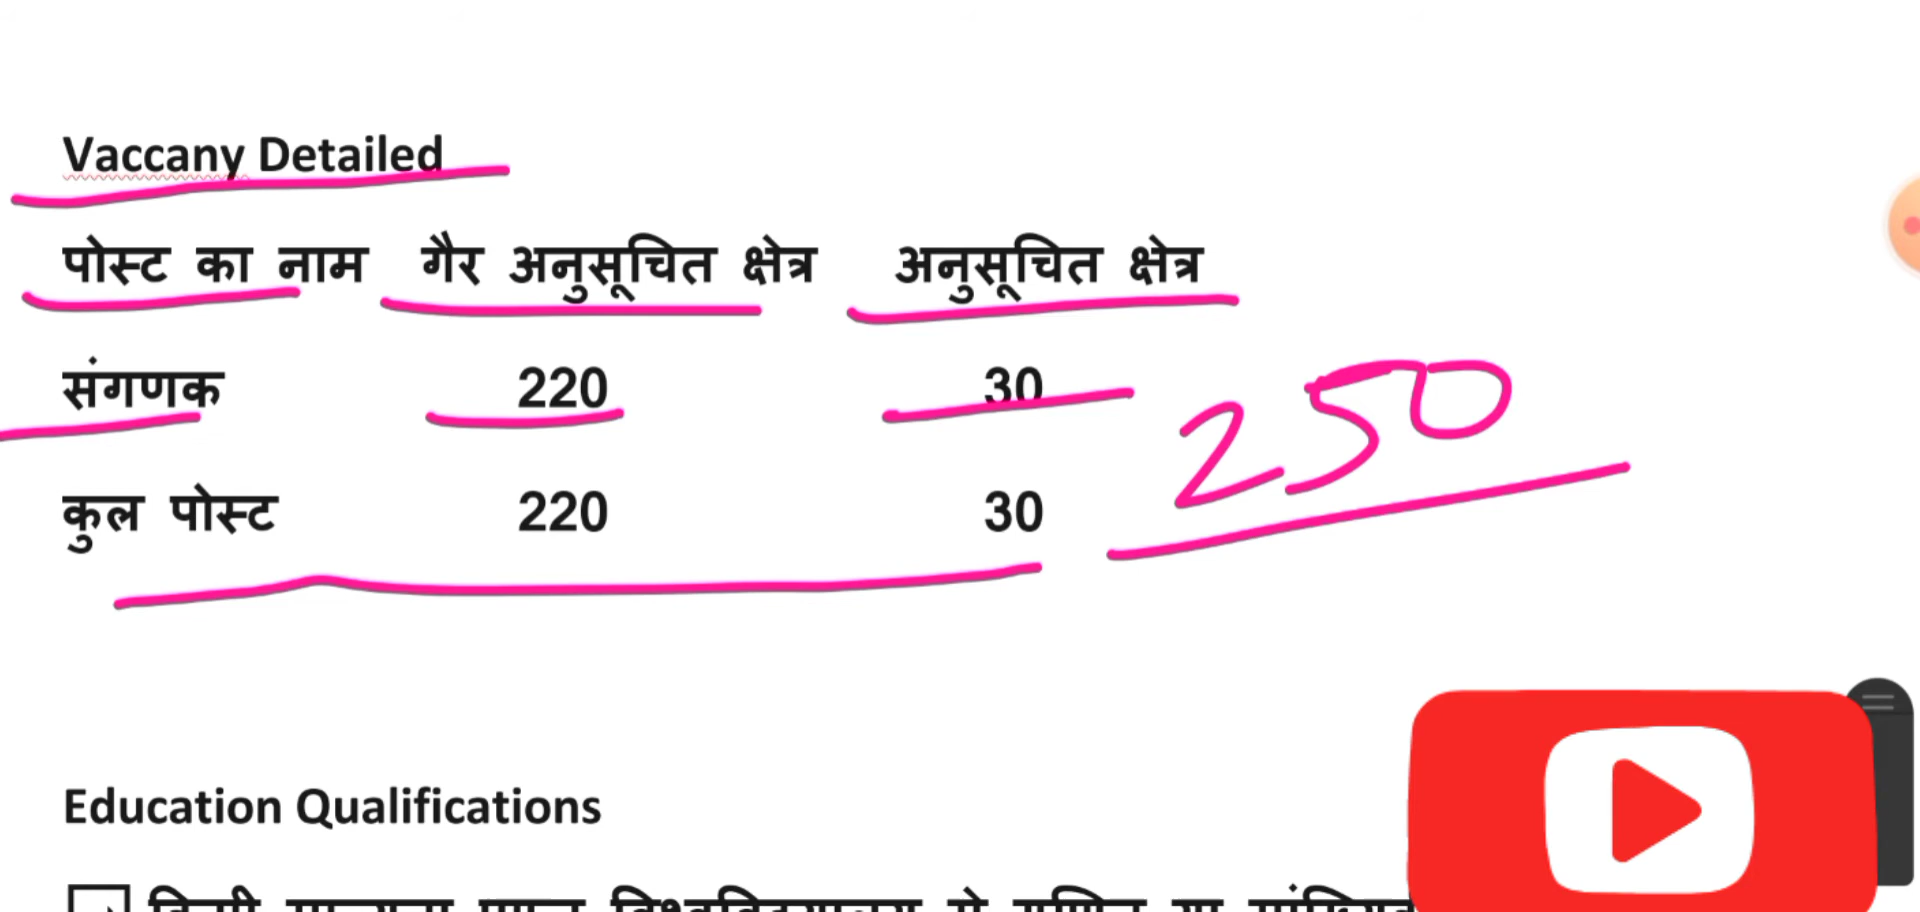 Vaccany Detailed
पोस्ट का नाम गैर अनुसूचित क्षेत्र अनुसूचित क्षेत्र
संगणक 220 30
250
कुल पोस्ट 220 30
Education Qualifications